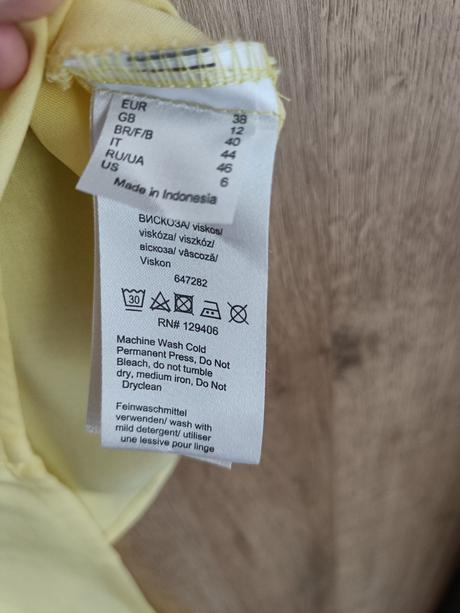 EUR 38
GB 12
BR/F/B 40
IT 44
RU/UA 46
US 6
Made in Indonesia
ВИСКОЗА/ viskos/
viskóza/ viszkóz/
віскоза/ vâscoză/
Viskon
647282
30
RN# 129406
Machine Wash Cold
Permanent Press, Do Not
Bleach, do not tumble
dry, medium iron, Do Not
Dryclean
Feinwaschmittel
verwenden/ wash with
mild detergent/ utiliser
une lessive pour linge